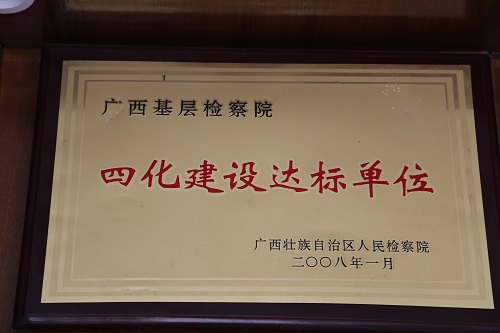 广西基层检察院
四化建设达标单位
广西壮族自治区人民检察院
二〇〇八年一月